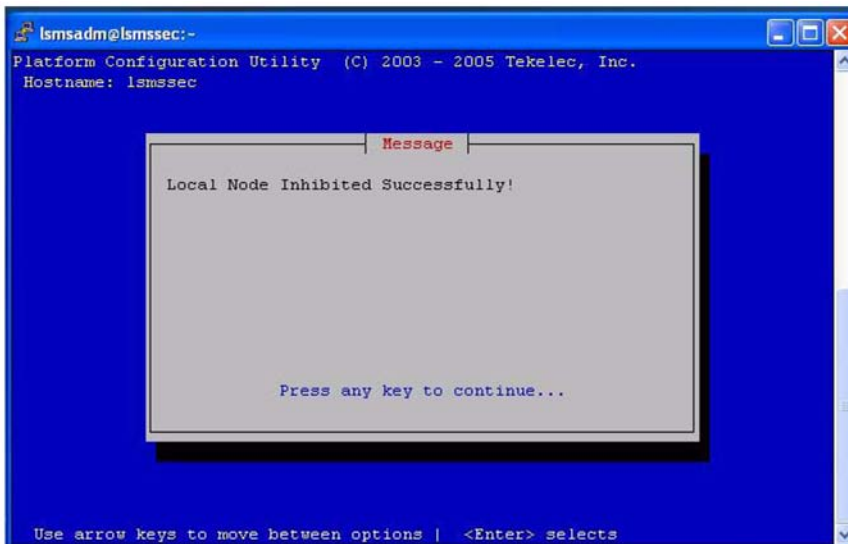 lsmsadm@lsmssec:~
Platform Configuration Utility (C) 2003 - 2005 Tekelec, Inc.
Hostname: lsmssec
Message
Local Node Inhibited Successfully!
Press any key to continue...
Use arrow keys to move between options | <Enter> selects